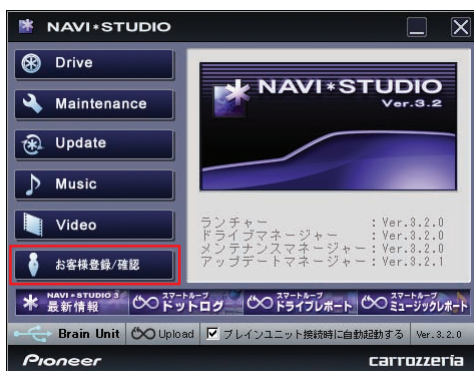 NAVI*STUDIO
Drive
Maintenance
Update
Music
Video
お客様登録/確認
NAVI*STUDIO
Ver.3.2
ランチャー : Ver.3.2.0
ドライブマネージャー : Ver.3.2.0
メンテナンスマネージャー : Ver.3.2.0
アップデートマネージャー : Ver.3.2.1
NAVI*STUDIO 3
最新情報
スマートループ
ドットログ
スマートループ
ドライブレポート
スマートループ
ミュージックレポート
Brain Unit
Upload
ブレインユニット接続時に自動起動する
Ver.3.2.0
Pioneer
carrozzeria